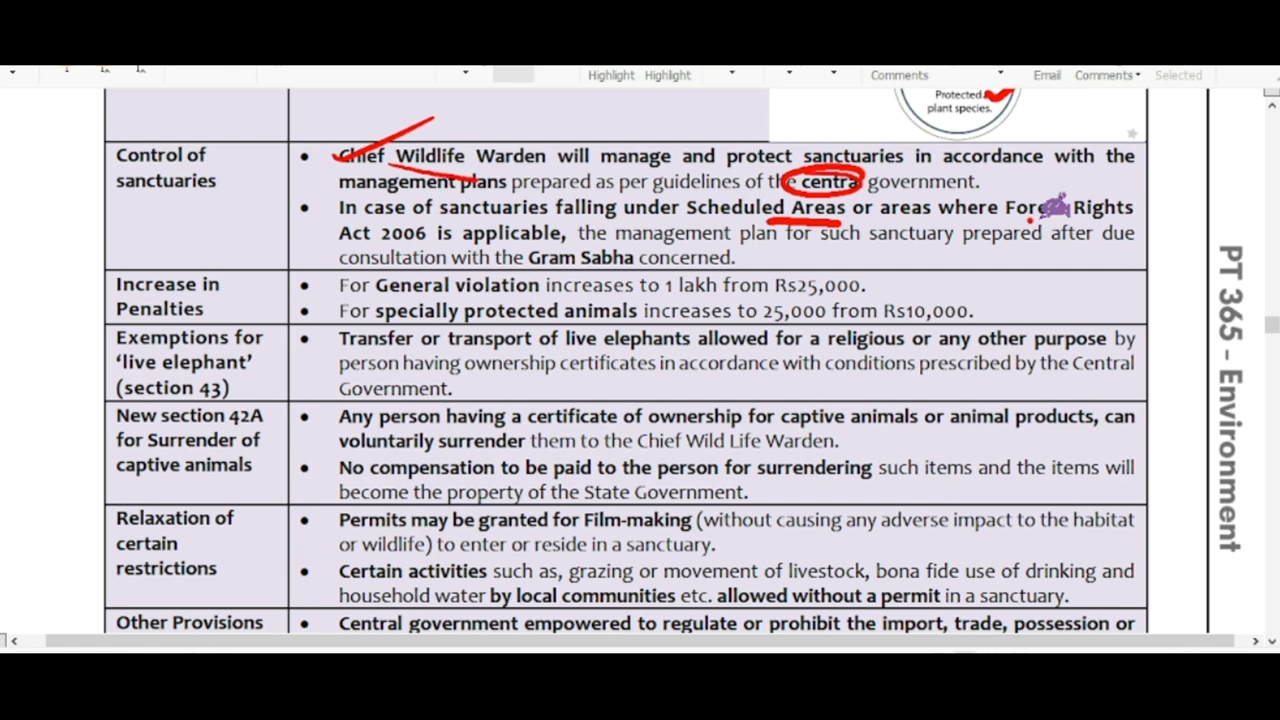 Highlight Highlight Comments Email Comments Selected
Protected
plant species.
Control of
sanctuaries
• Chief Wildlife Warden will manage and protect sanctuaries in accordance with the
management plans prepared as per guidelines of the central government.
• In case of sanctuaries falling under Scheduled Areas or areas where Forest Rights
Act 2006 is applicable, the management plan for such sanctuary prepared after due
consultation with the Gram Sabha concerned.
Increase in
Penalties
• For General violation increases to 1 lakh from Rs25,000.
• For specially protected animals increases to 25,000 from Rs10,000.
Exemptions for
‘live elephant’
(section 43)
• Transfer or transport of live elephants allowed for a religious or any other purpose by
person having ownership certificates in accordance with conditions prescribed by the Central
Government.
New section 42A
for Surrender of
captive animals
• Any person having a certificate of ownership for captive animals or animal products, can
voluntarily surrender them to the Chief Wild Life Warden.
• No compensation to be paid to the person for surrendering such items and the items will
become the property of the State Government.
Relaxation of
certain
restrictions
• Permits may be granted for Film-making (without causing any adverse impact to the habitat
or wildlife) to enter or reside in a sanctuary.
• Certain activities such as, grazing or movement of livestock, bona fide use of drinking and
household water by local communities etc. allowed without a permit in a sanctuary.
Other Provisions
• Central government empowered to regulate or prohibit the import, trade, possession or
PT 365 - Environment